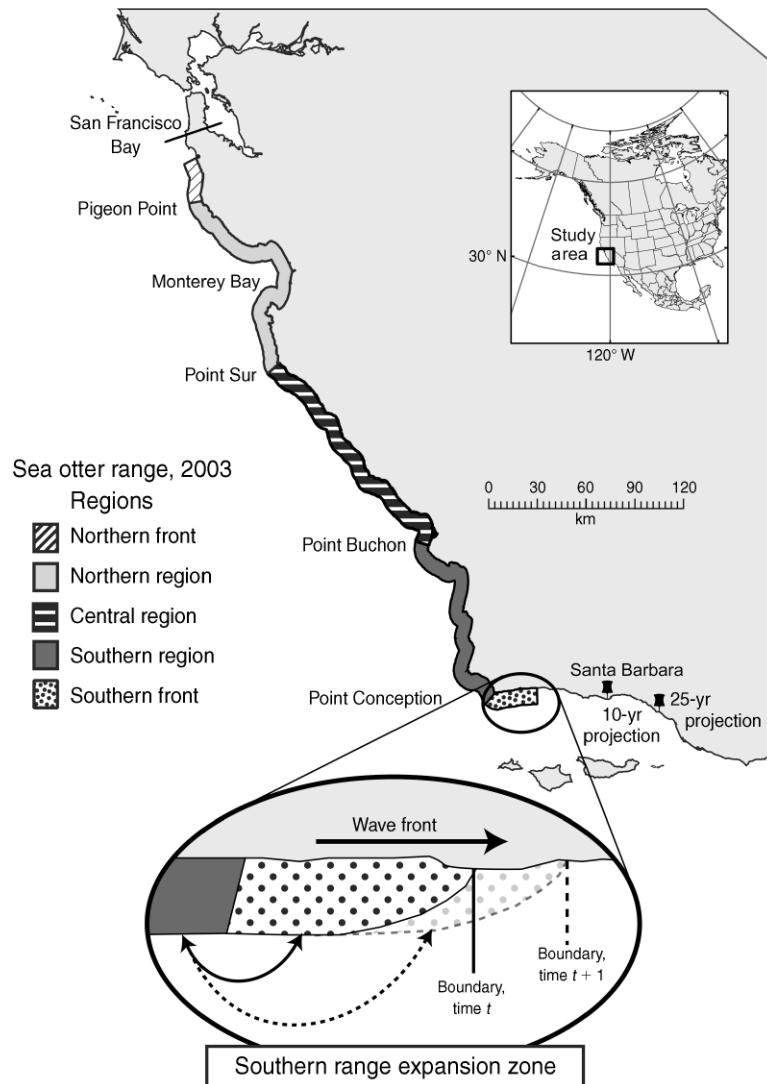 San Francisco
Bay
Pigeon Point
Monterey Bay
Point Sur
Study
area
30° N
120° W
Sea otter range, 2003
Regions
Northern front
Northern region
Central region
Southern region
Southern front
0 30 60 90 120
km
Point Buchon
Point Conception
Santa Barbara
10-yr
projection
25-yr
projection
Wave front
Boundary,
time t
Boundary,
time t + 1
Southern range expansion zone